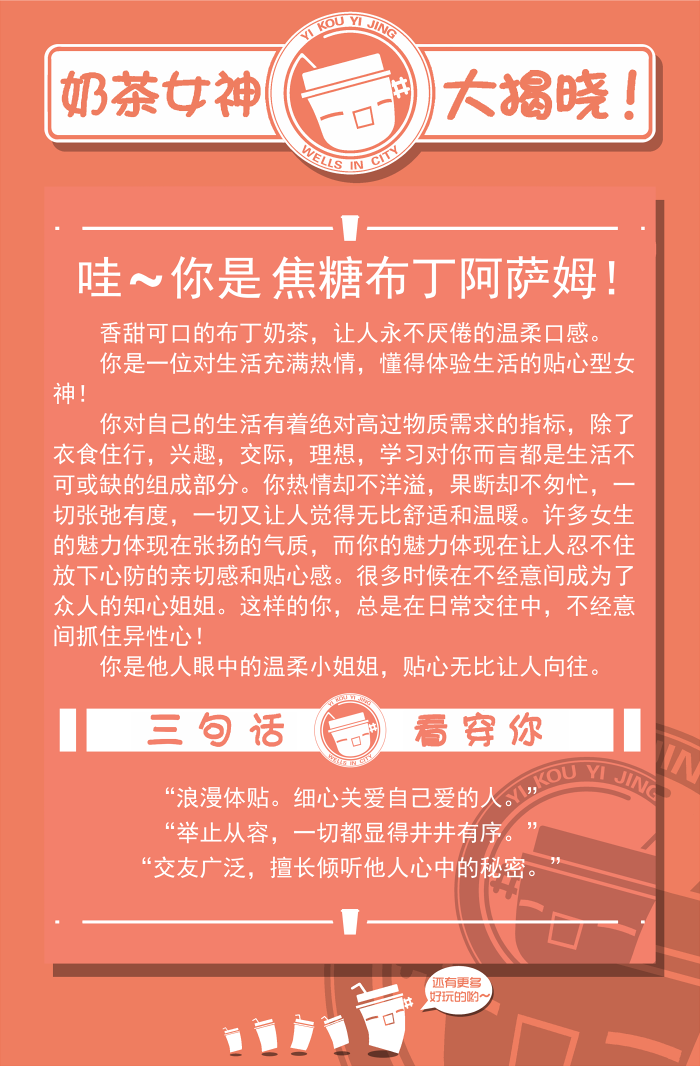 YI KOU YI JING
奶茶女神 大揭晓！
WELLS IN CITY
哇～你是 焦糖布丁阿萨姆！
香甜可口的布丁奶茶，让人永不厌倦的温柔口感。
你是一位对生活充满热情，懂得体验生活的贴心型女
神！
你对自己的生活有着绝对高过物质需求的指标，除了
衣食住行，兴趣，交际，理想，学习对你而言都是生活不
可或缺的组成部分。你热情却不洋溢，果断却不匆忙，一
切张弛有度，一切又让人觉得无比舒适和温暖。许多女生
的魅力体现在张扬的气质，而你的魅力体现在让人忍不住
放下心防的亲切感和贴心感。很多时候在不经意间成为了
众人的知心姐姐。这样的你，总是在日常交往中，不经意
间抓住异性心！
你是他人眼中的温柔小姐姐，贴心无比让人向往。
YI KOU YI JING
三句话 看穿你
WELLS IN CITY
“浪漫体贴。细心关爱自己爱的人。”
“举止从容，一切都显得井井有序。”
“交友广泛，擅长倾听他人心中的秘密。”
YI KOU YI JING
JING
还有更多
好玩的哟～